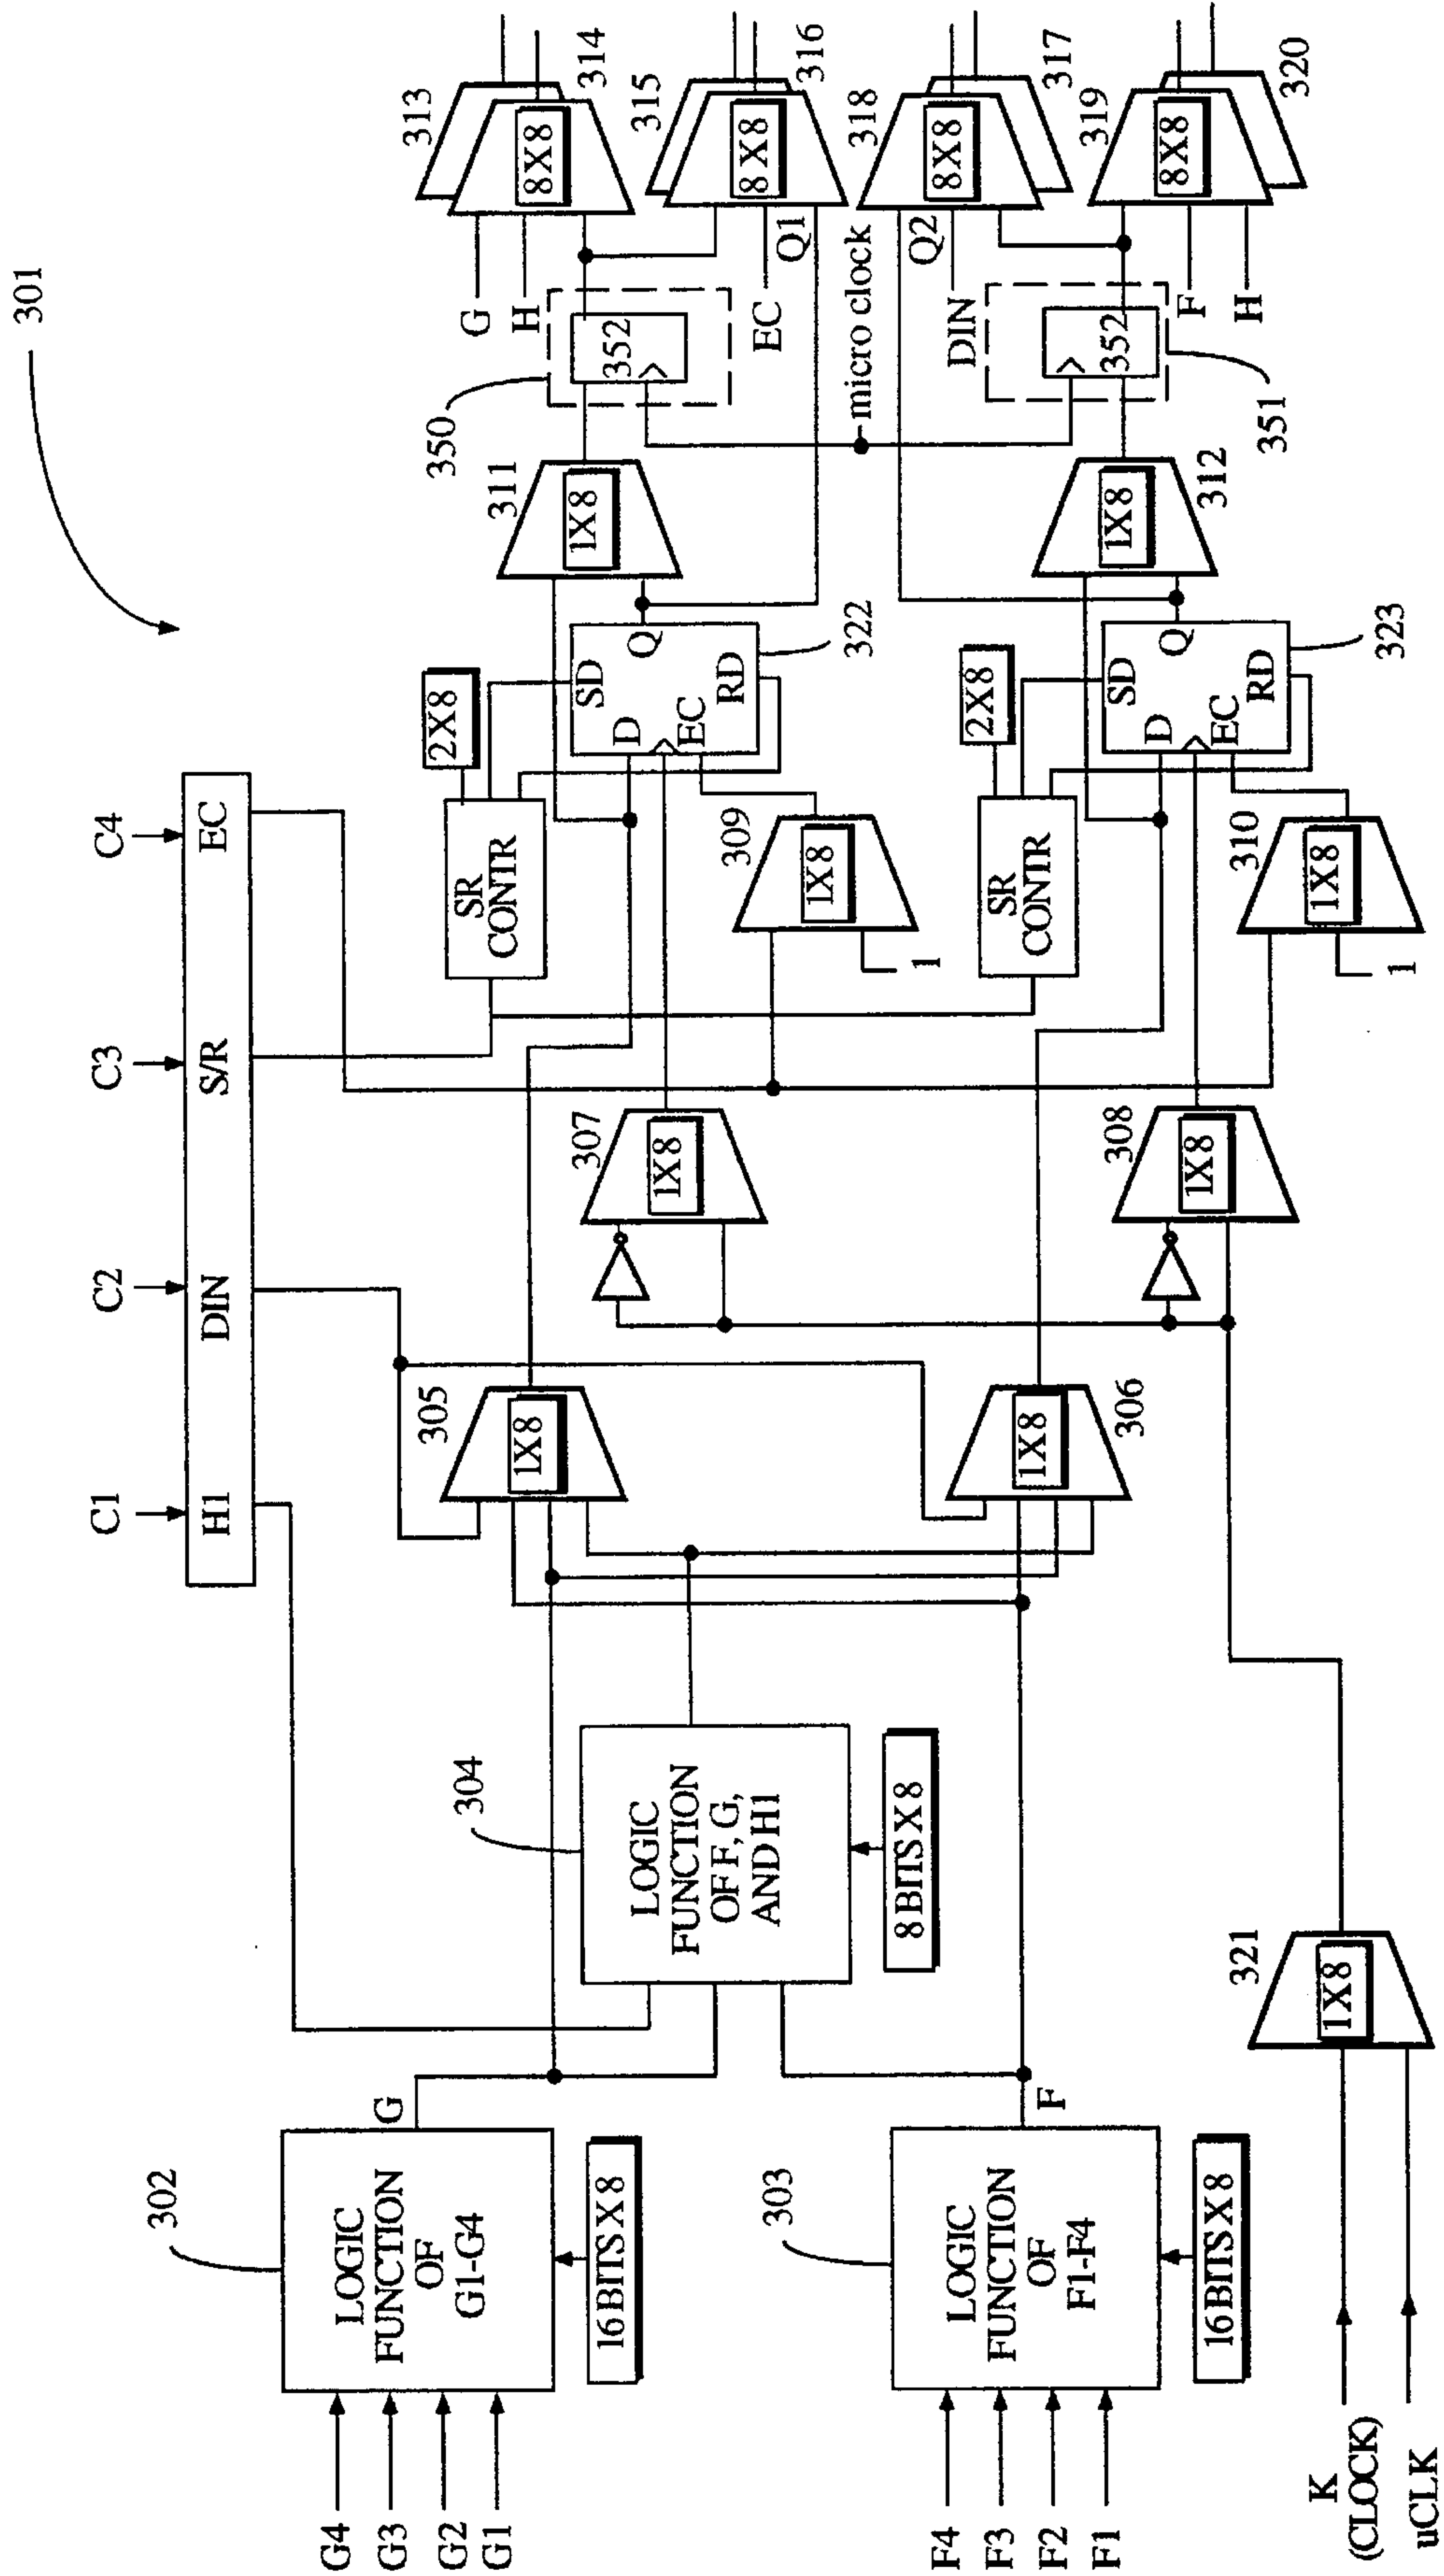 301
C1
C2
C3
C4
H1
DIN
S/R
EC
302
G4
G3
G2
G1
LOGIC
FUNCTION
OF
G1-G4
G
16 BITS X 8
303
F4
F3
F2
F1
LOGIC
FUNCTION
OF
F1-F4
F
16 BITS X 8
K
(CLOCK)
uCLK
321
1X8
304
LOGIC
FUNCTION
OF F, G,
AND H1
8 BITS X 8
305
1X8
306
1X8
307
1X8
308
1X8
SR
CONTR
2X8
309
1X8
1
SR
CONTR
2X8
310
1X8
1
SD
D
Q
EC
RD
322
SD
D
Q
EC
RD
323
311
1X8
312
1X8
350
352
micro clock
352
351
G
H
313
8X8
314
EC
Q1
315
8X8
316
Q2
DIN
318
8X8
317
F
H
319
8X8
320